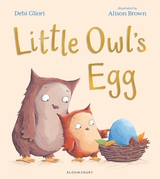 Debi Gliori
illustrated by
Alison Brown
Little Owl's
Egg
BLOOMSBURY